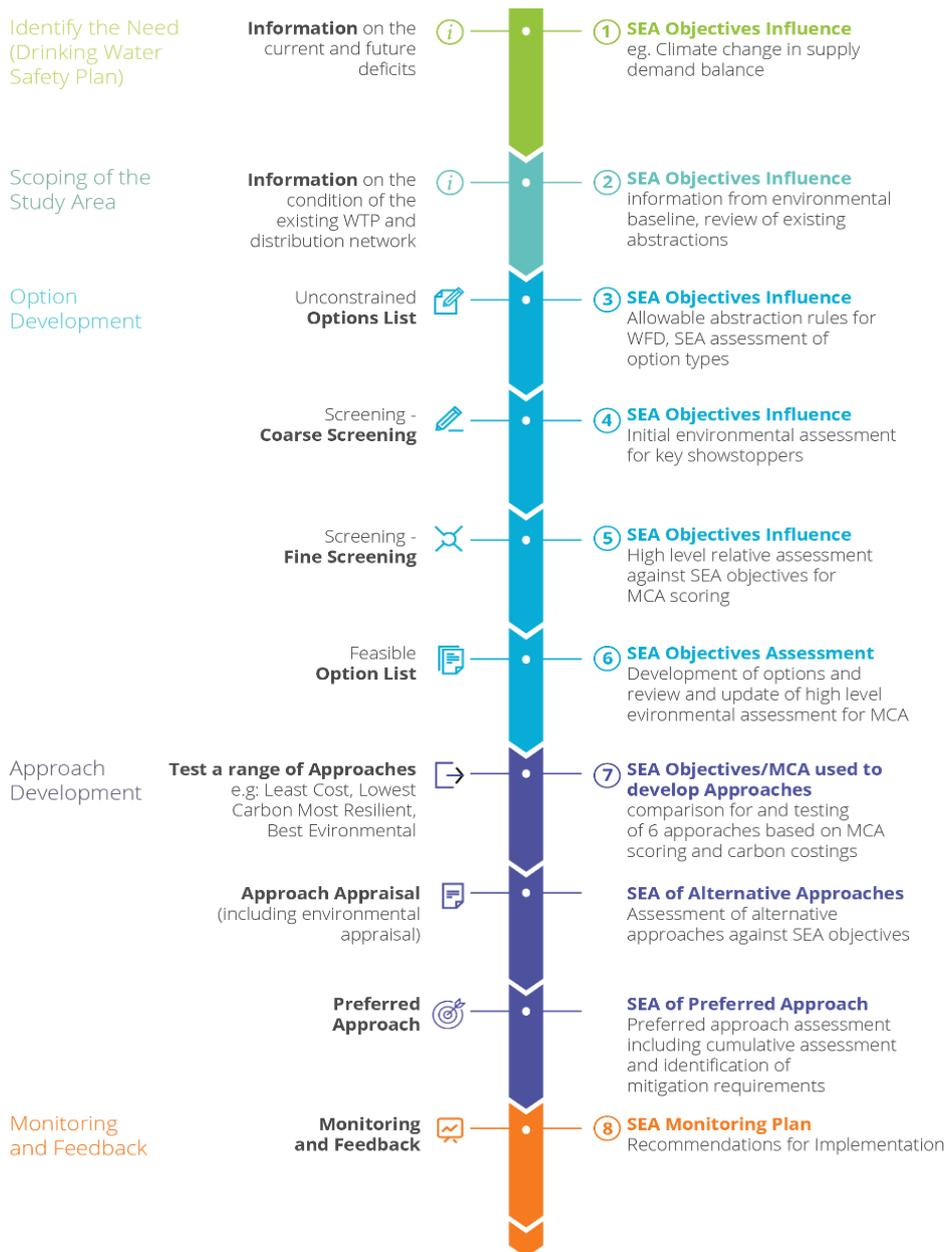 Identify the Need
(Drinking Water
Safety Plan)
Information on the
current and future
deficits
i
1 SEA Objectives Influence
eg. Climate change in supply
demand balance
Scoping of the
Study Area
Information on the
condition of the
existing WTP and
distribution network
i
2 SEA Objectives Influence
information from environmental
baseline, review of existing
abstractions
Option
Development
Unconstrained
Options List
3 SEA Objectives Influence
Allowable abstraction rules for
WFD, SEA assessment of
option types
Screening -
Coarse Screening
4 SEA Objectives Influence
Initial environmental assessment
for key showstoppers
Screening -
Fine Screening
5 SEA Objectives Influence
High level relative assessment
against SEA objectives for
MCA scoring
Feasible
Option List
6 SEA Objectives Assessment
Development of options and
review and update of high level
evironmental assessment for MCA
Approach
Development
Test a range of Approaches
e.g: Least Cost, Lowest
Carbon Most Resilient,
Best Evironmental
7 SEA Objectives/MCA used to
develop Approaches
comparison for and testing
of 6 apporaches based on MCA
scoring and carbon costings
Approach Appraisal
(including environmental
appraisal)
SEA of Alternative Approaches
Assessment of alternative
approaches against SEA objectives
Preferred
Approach
SEA of Preferred Approach
Preferred approach assessment
including cumulative assessment
and identification of
mitigation requirements
Monitoring
and Feedback
Monitoring
and Feedback
8 SEA Monitoring Plan
Recommendations for Implementation